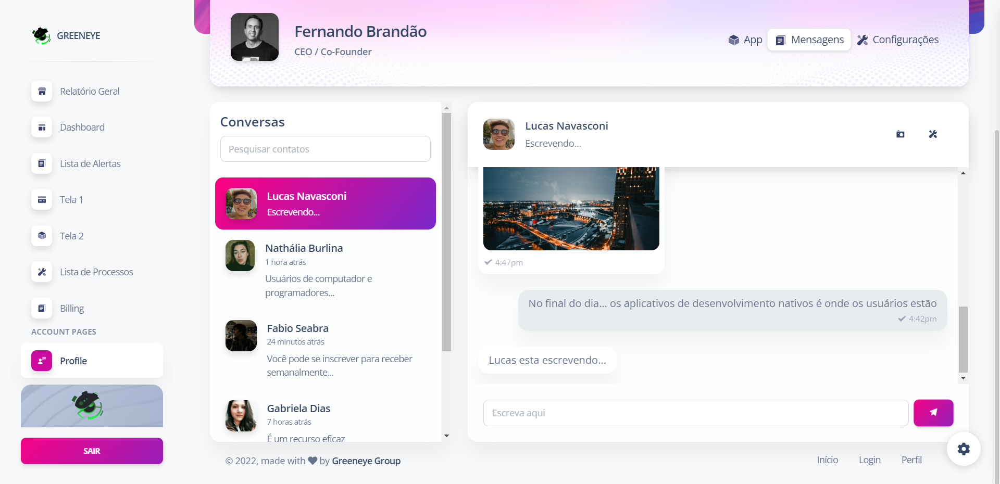 GREENEYE
Relatório Geral
Dashboard
Lista de Alertas
Tela 1
Tela 2
Lista de Processos
Billing
ACCOUNT PAGES
Profile
SAIR
Fernando Brandão
CEO / Co-Founder
App
Mensagens
Configurações
Conversas
Pesquisar contatos
Lucas Navasconi
Escrevendo...
Nathália Burlina
1 hora atrás
Usuários de computador e
programadores...
Fabio Seabra
24 minutos atrás
Você pode se inscrever para receber
semanalmente...
Gabriela Dias
7 horas atrás
É um recurso eficaz
Lucas Navasconi
Escrevendo...
4:47pm
No final do dia... os aplicativos de desenvolvimento nativos é onde os usuários estão
4:42pm
Lucas esta escrevendo...
Escreva aqui
© 2022, made with by Greeneye Group
Início
Login
Perfil